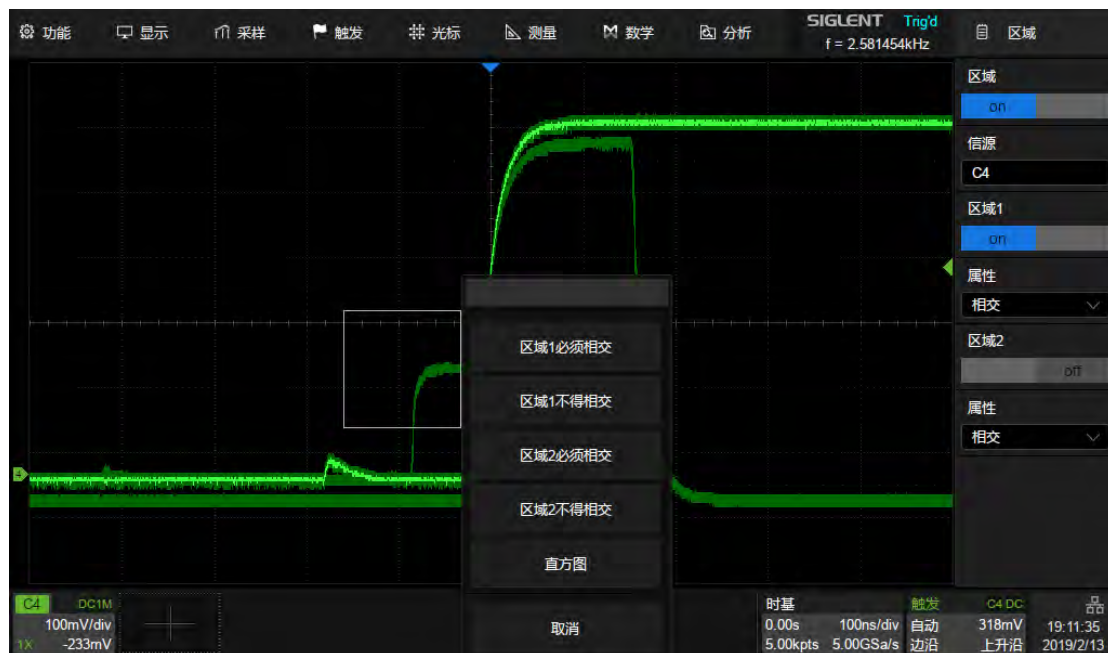 功能 显示 采样 触发 光标 测量 数学 分析
SIGLENT Trig'd
f = 2.581454kHz
区域
区域
on
信源
C4
区域1
on
属性
相交
区域2
off
属性
相交
区域1必须相交
区域1不得相交
区域2必须相交
区域2不得相交
直方图
取消
4
C4 DC1M
100mV/div
1X -233mV
时基
0.00s 100ns/div
5.00kpts 5.00GSa/s
触发 C4 DC
自动 318mV
边沿 上升沿
19:11:35
2019/2/13